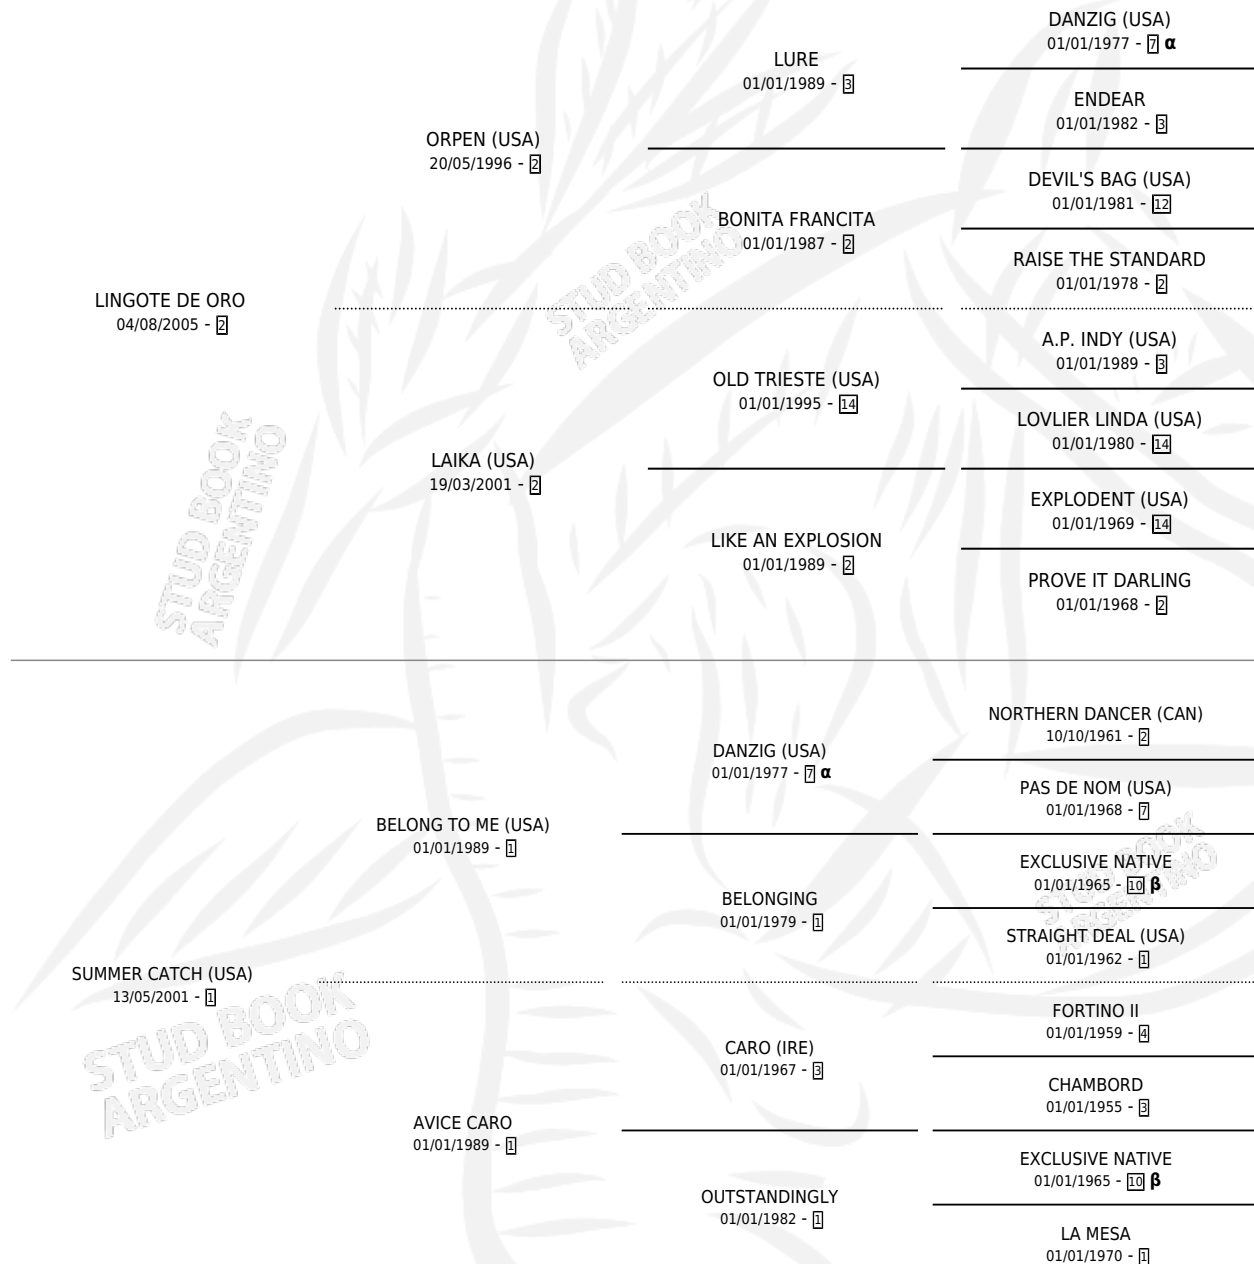 DANZIG (USA)
01/01/1977 - 7 α
LURE
01/01/1989 - 3
ENDEAR
01/01/1982 - 3
ORPEN (USA)
20/05/1996 - 2
DEVIL'S BAG (USA)
01/01/1981 - 12
BONITA FRANCITA
01/01/1987 - 2
RAISE THE STANDARD
01/01/1978 - 2
LINGOTE DE ORO
04/08/2005 - 2
A.P. INDY (USA)
01/01/1989 - 3
OLD TRIESTE (USA)
01/01/1995 - 14
LOVLIER LINDA (USA)
01/01/1980 - 14
LAIKA (USA)
19/03/2001 - 2
EXPLODENT (USA)
01/01/1969 - 14
LIKE AN EXPLOSION
01/01/1989 - 2
PROVE IT DARLING
01/01/1968 - 2
NORTHERN DANCER (CAN)
10/10/1961 - 2
DANZIG (USA)
01/01/1977 - 7 α
PAS DE NOM (USA)
01/01/1968 - 7
BELONG TO ME (USA)
01/01/1989 - 1
EXCLUSIVE NATIVE
01/01/1965 - 10 β
BELONGING
01/01/1979 - 1
STRAIGHT DEAL (USA)
01/01/1962 - 1
SUMMER CATCH (USA)
13/05/2001 - 1
FORTINO II
01/01/1959 - 4
CARO (IRE)
01/01/1967 - 3
CHAMBORD
01/01/1955 - 3
AVICE CARO
01/01/1989 - 1
EXCLUSIVE NATIVE
01/01/1965 - 10 β
OUTSTANDINGLY
01/01/1982 - 1
LA MESA
01/01/1970 - 1
STUD BOOK
ARGENTINO
STUD BOOK
ARGENTINO
STUD BOOK
ARGENTINO
STUD BOOK
ARGENTINO